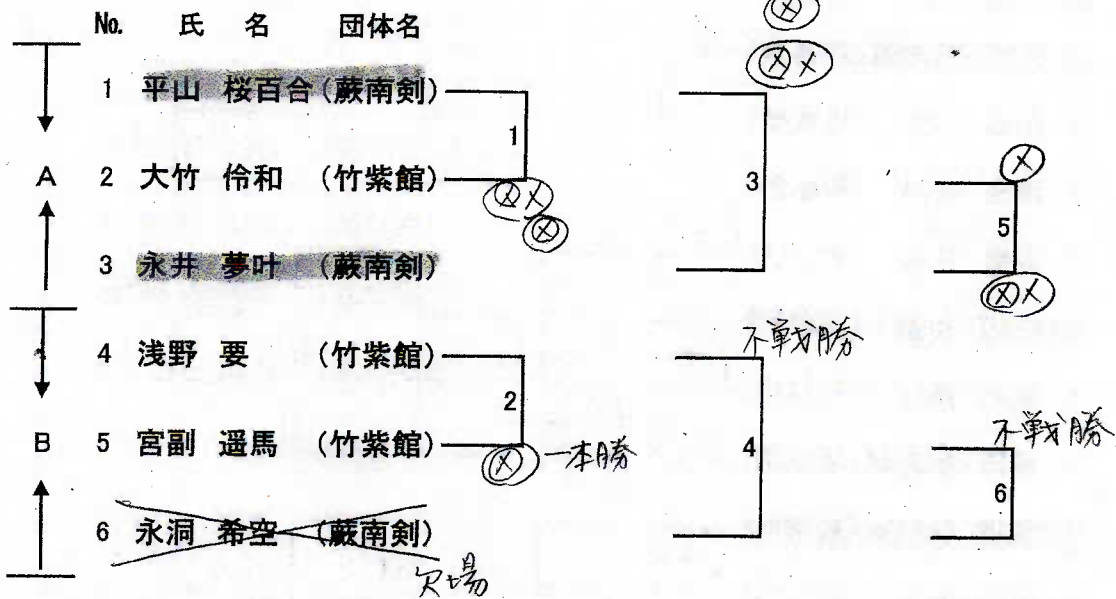 No. 氏 名 団体名
1 平山 桜百合 (蕨南剣)
1
A 2 大竹 伶和 (竹紫館)
3
5
3 永井 夢叶 (蕨南剣)
不戦勝
4 浅野 要 (竹紫館)
2
B 5 宮副 遥馬 (竹紫館)
一本勝
4
不戦勝
6
6 永洞 希空 (蕨南剣)
欠場